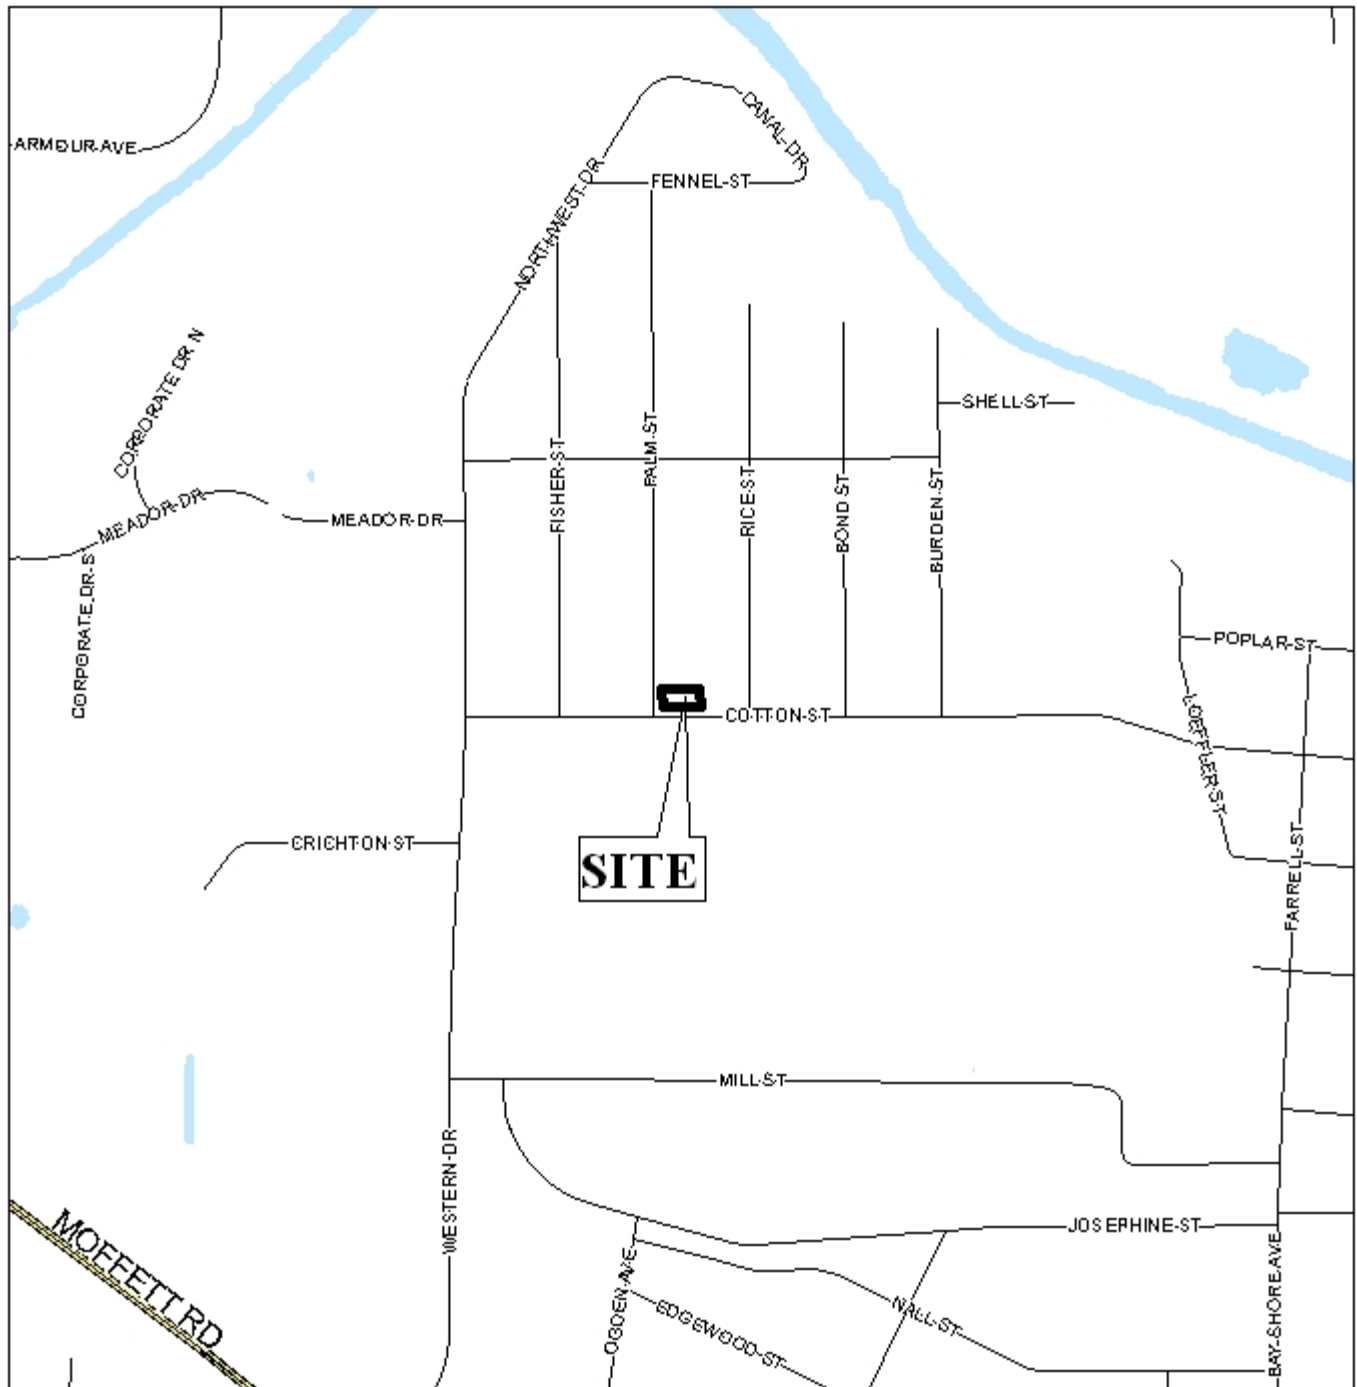 ARMOUR AVE
CANAL DR
FENNEL ST
NORTHWEST DR
CORPORATE DR N
SHELL ST
FISHER ST
PALM ST
RICE ST
BOND ST
BURDEN ST
MEADOR DR
MEADOR DR
CORPORATE DR S
POPLAR ST
LOEFFLER ST
COTTON ST
CRICHTON ST
SITE
FARRELL ST
MILL ST
WESTERN DR
MOFFETT RD
JOSEPHINE ST
OGDEN AVE
EDGEWOOD ST
NALL ST
BAY SHORE AVE